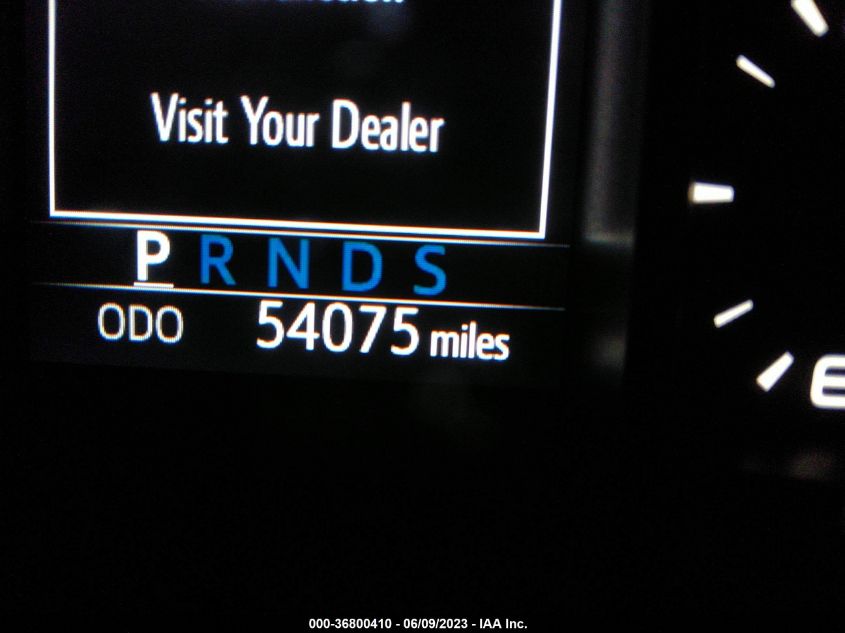 Visit Your Dealer
P R N D S
ODO 54075 miles
E
000-36800410 - 06/09/2023 - IAA Inc.